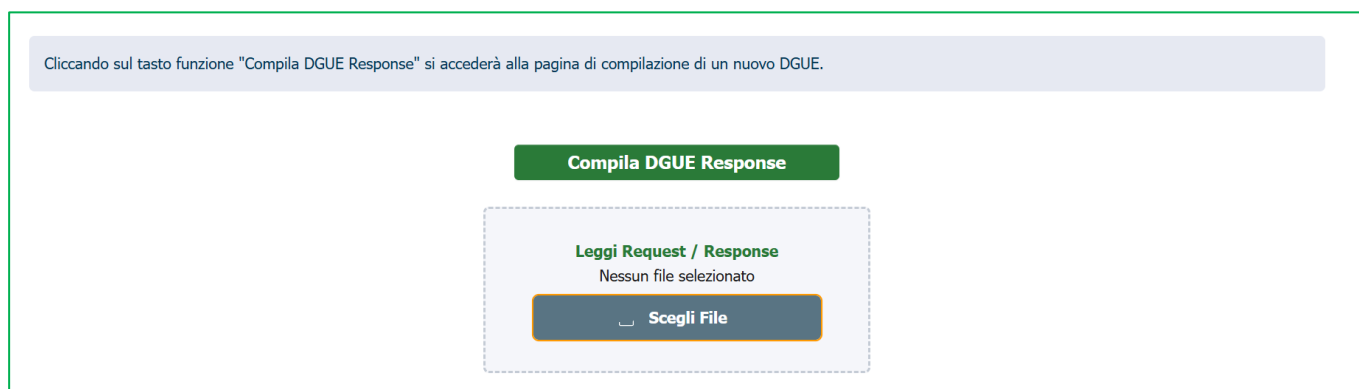 Cliccando sul tasto funzione "Compila DGUE Response" si accederà alla pagina di compilazione di un nuovo DGUE.
Compila DGUE Response
Leggi Request / Response
Nessun file selezionato
Scegli File